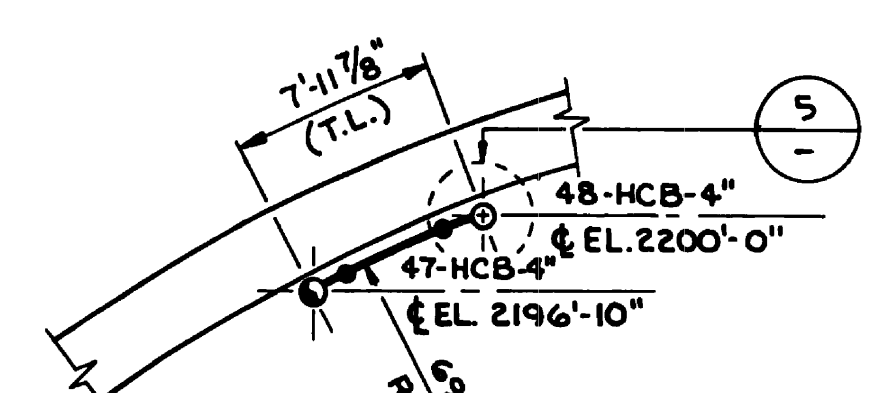 7'-11 7/8"
(T.L.)
5
-
48-HCB-4"
℄ EL.2200'-0"
47-HCB-4"
℄ EL. 2196'-10"